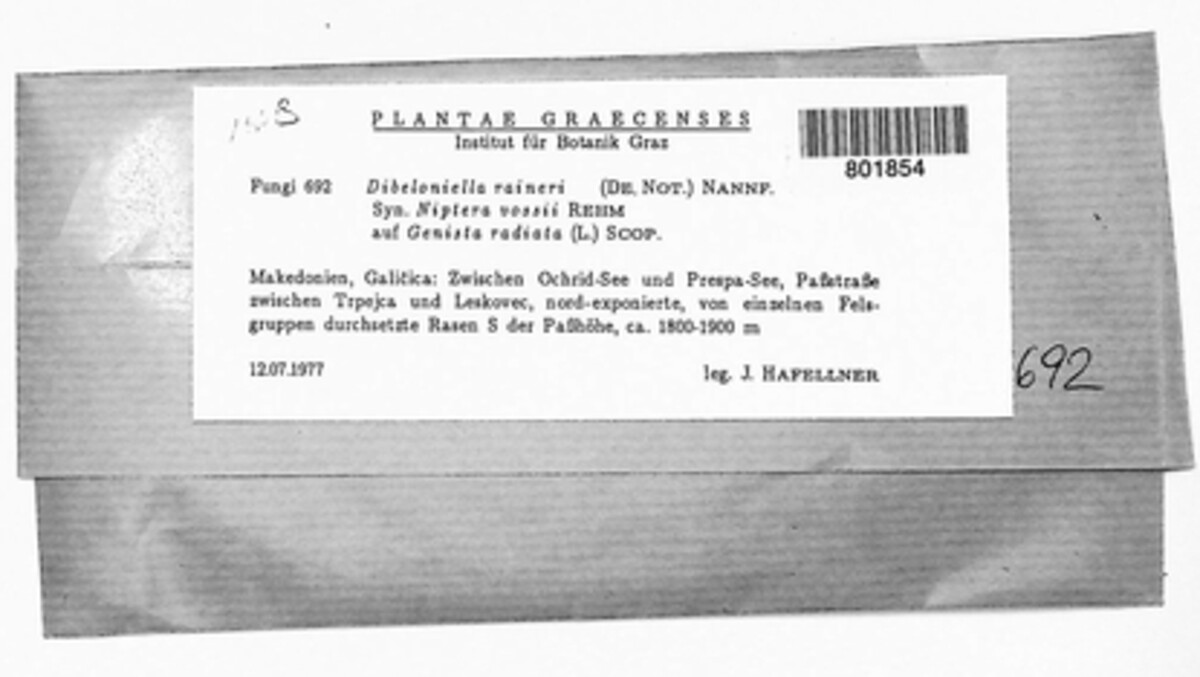 PLANTAE GRAECENSES
Institut für Botanik Graz
801854
Fungi 692 Dibeloniella raineri (DE. NOT.) NANNF.
Syn. Niptera vossii REHM
auf Genista radiata (L.) SCOP.
Makedonien, Galičica: Zwischen Ochrid-See und Prespa-See, Paßstraße
zwischen Trpejca und Leskovec, nord-exponierte, von einzelnen Fels-
gruppen durchsetzte Rasen S der Paßhöhe, ca. 1800-1900 m
12.07.1977 leg. J. HAFELLNER
692